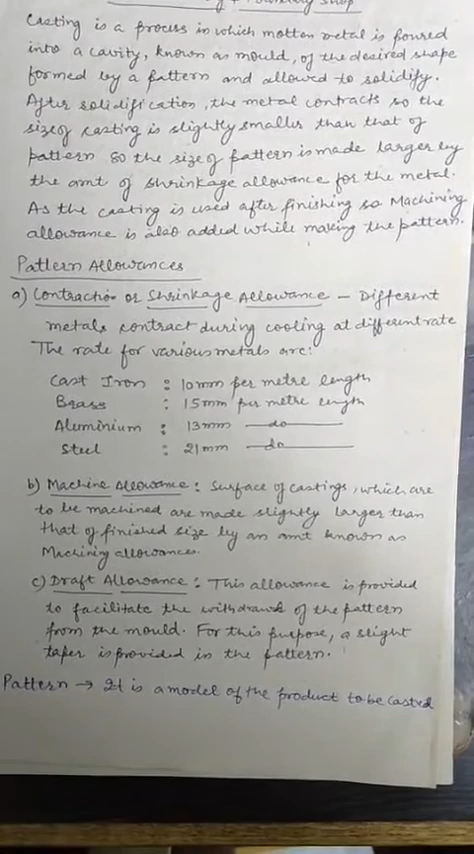 Shop
Casting is a process in which motton metal is poured
into a cavity, known as mould, of the desired shape
formed by a pattern and allowed to solidify.
After solidification, the metal contracts so the
size of casting is slightly smaller than that of
pattern so the size of pattern is made larger by
the amt of shrinkage allowance for the metal.
As the casting is used after finishing so Machining
allowance is also added while making the pattern.
Pattern Allowances
a) Contraction or Shrinkage Allowance – Different
metals contract during cooling at different rate
The rate for various metals are:
Cast Iron : 10mm per metre length
Brass : 15mm per metre length
Aluminium : 13mm —do—
Steel : 21mm —do—
b) Machine Allowance : Surface of castings, which are
to be machined are made slightly larger than
that of finished size by an amt known as
Machining allowances.
c) Draft Allowance : This allowance is provided
to facilitate the withdrawl of the pattern
from the mould. For this purpose, a slight
taper is provided in the pattern.
Pattern → It is a model of the product to be casted